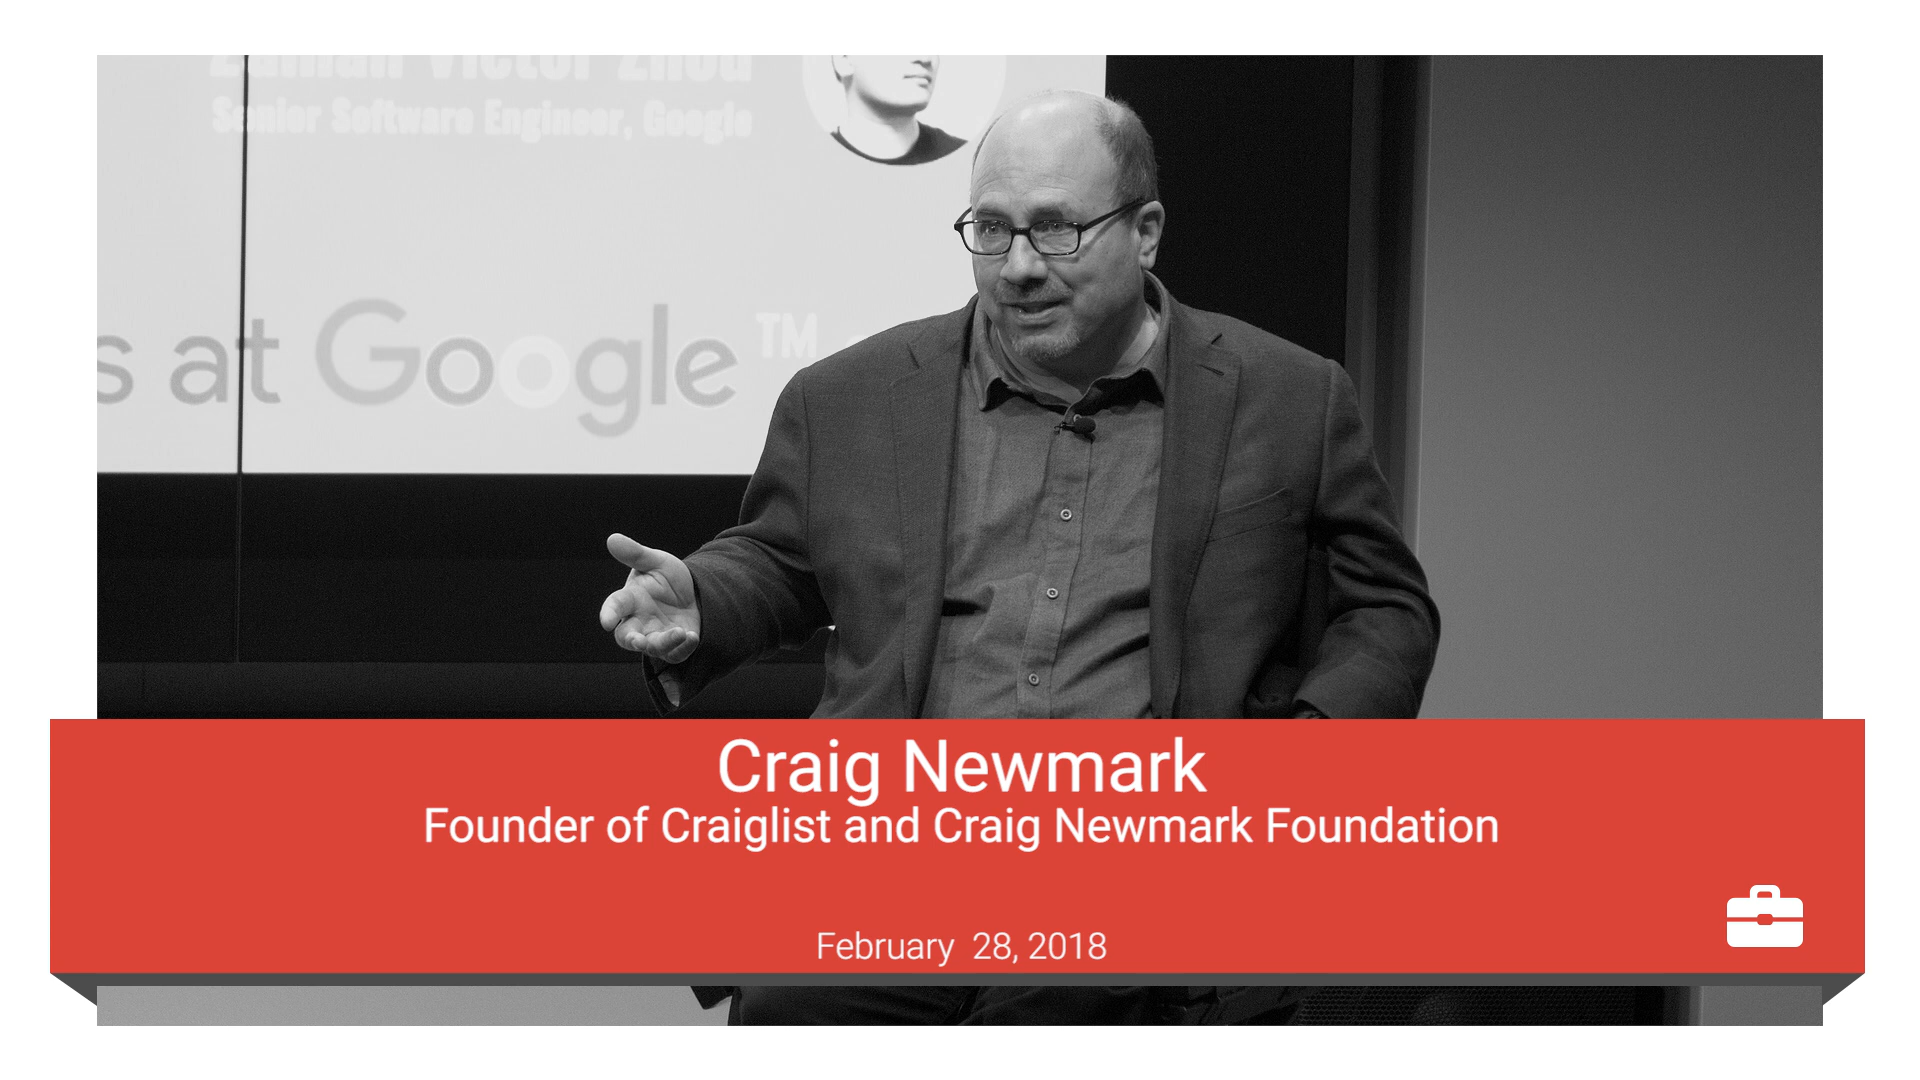 Senior Software Engineer, Google
s at Google™
Craig Newmark
Founder of Craiglist and Craig Newmark Foundation
February 28, 2018